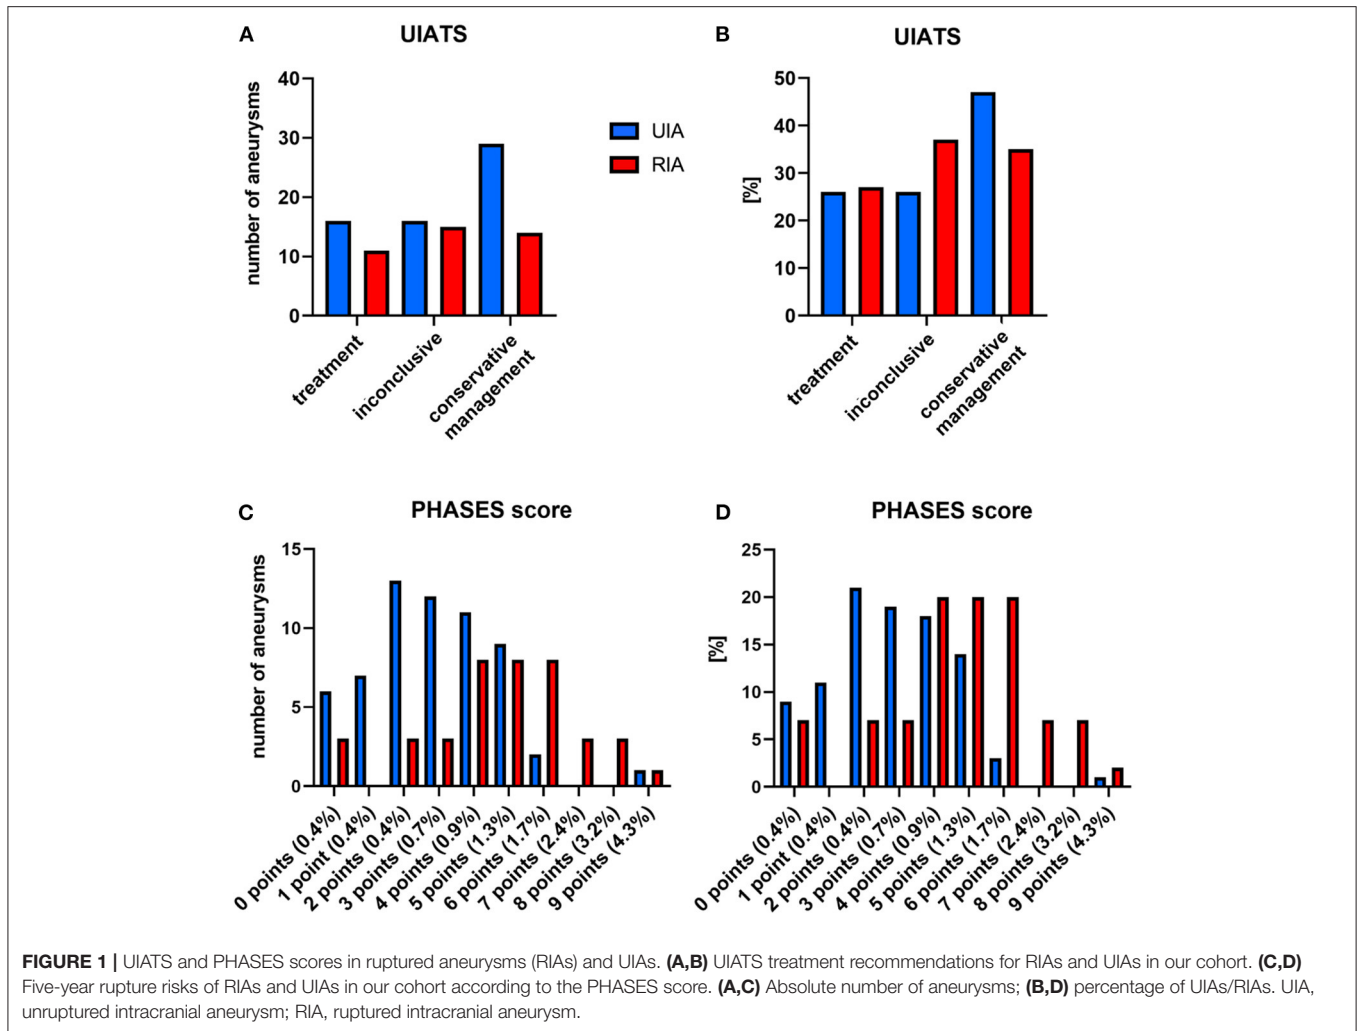 A
UIATS
number of aneurysms
40
30
20
10
0
treatment
inconclusive
conservative
management
UIA
RIA
B
UIATS
[%]
50
40
30
20
10
0
treatment
inconclusive
conservative
management
C
PHASES score
number of aneurysms
15
10
5
0
0 points (0.4%)
1 point (0.4%)
2 points (0.4%)
3 points (0.7%)
4 points (0.9%)
5 points (1.3%)
6 points (1.7%)
7 points (2.4%)
8 points (3.2%)
9 points (4.3%)
D
PHASES score
[%]
25
20
15
10
5
0
0 points (0.4%)
1 point (0.4%)
2 points (0.4%)
3 points (0.7%)
4 points (0.9%)
5 points (1.3%)
6 points (1.7%)
7 points (2.4%)
8 points (3.2%)
9 points (4.3%)
FIGURE 1 | UIATS and PHASES scores in ruptured aneurysms (RIAs) and UIAs. (A,B) UIATS treatment recommendations for RIAs and UIAs in our cohort. (C,D)
Five-year rupture risks of RIAs and UIAs in our cohort according to the PHASES score. (A,C) Absolute number of aneurysms; (B,D) percentage of UIAs/RIAs. UIA,
unruptured intracranial aneurysm; RIA, ruptured intracranial aneurysm.